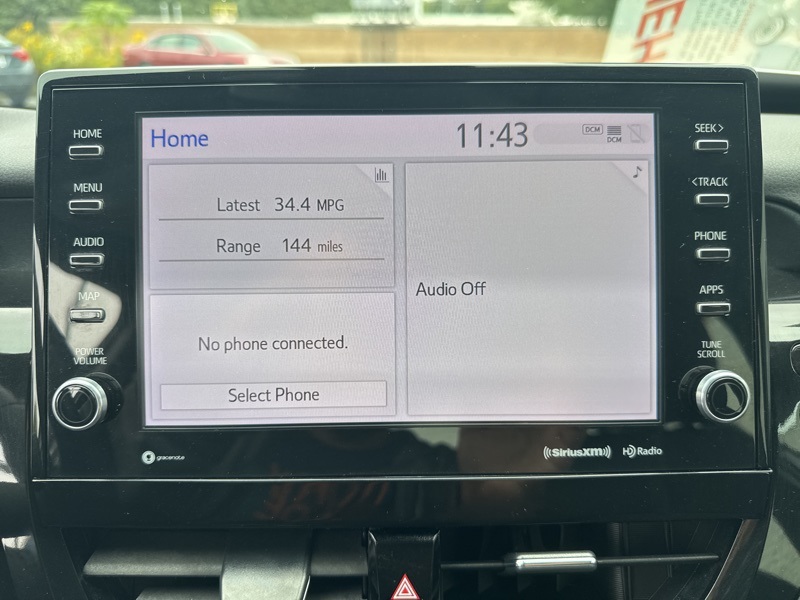 HOME
MENU
AUDIO
MAP
POWER
VOLUME
Home
11:43
DCM
DCM
Latest 34.4 MPG
Range 144 miles
No phone connected.
Select Phone
Audio Off
SEEK>
<TRACK
PHONE
APPS
TUNE
SCROLL
gracenote
((SiriusXM))
HD Radio